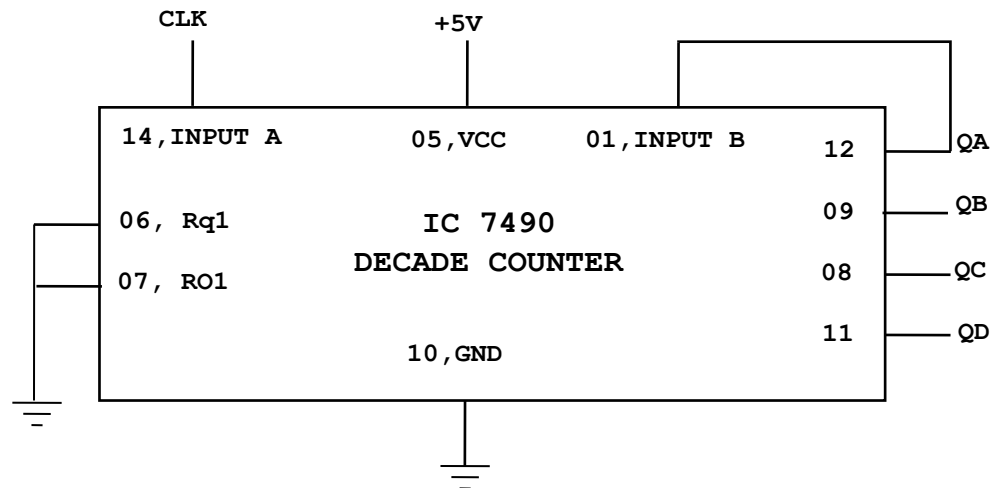 CLK
+5V
14,INPUT A
05,VCC
01,INPUT B
12
QA
06, Rq1
IC 7490
09
QB
DECADE COUNTER
07, RO1
08
QC
11
QD
10,GND